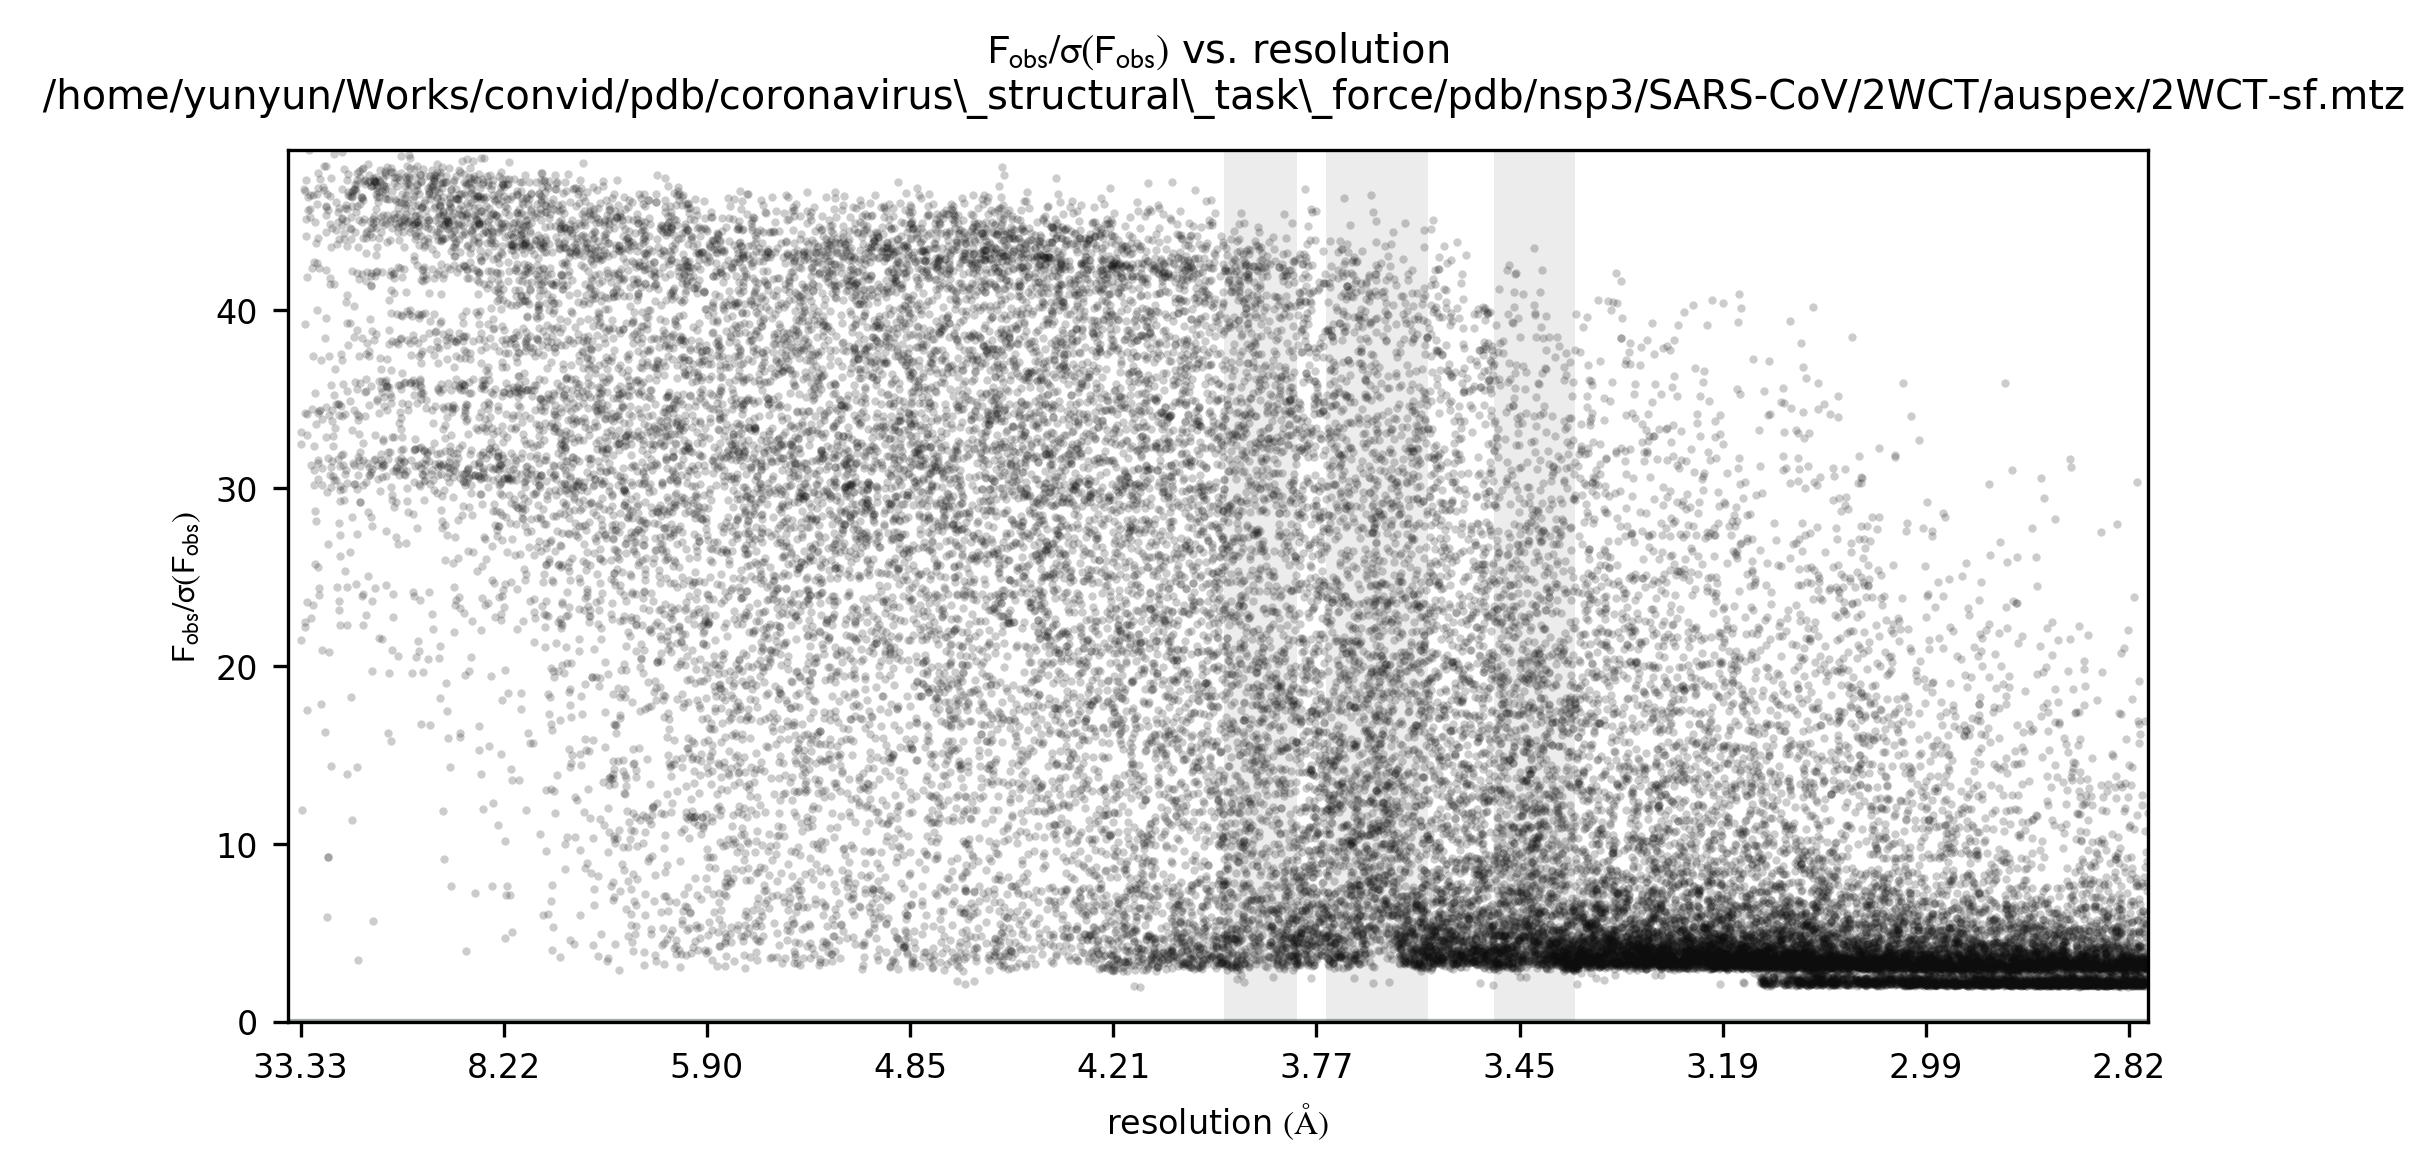 Fobs/σ(Fobs) vs. resolution
/home/yunyun/Works/convid/pdb/coronavirus\_structural\_task\_force/pdb/nsp3/SARS-CoV/2WCT/auspex/2WCT-sf.mtz
Fobs/σ(Fobs)
40
30
20
10
0
33.33 8.22 5.90 4.85 4.21 3.77 3.45 3.19 2.99 2.82
resolution (Å)